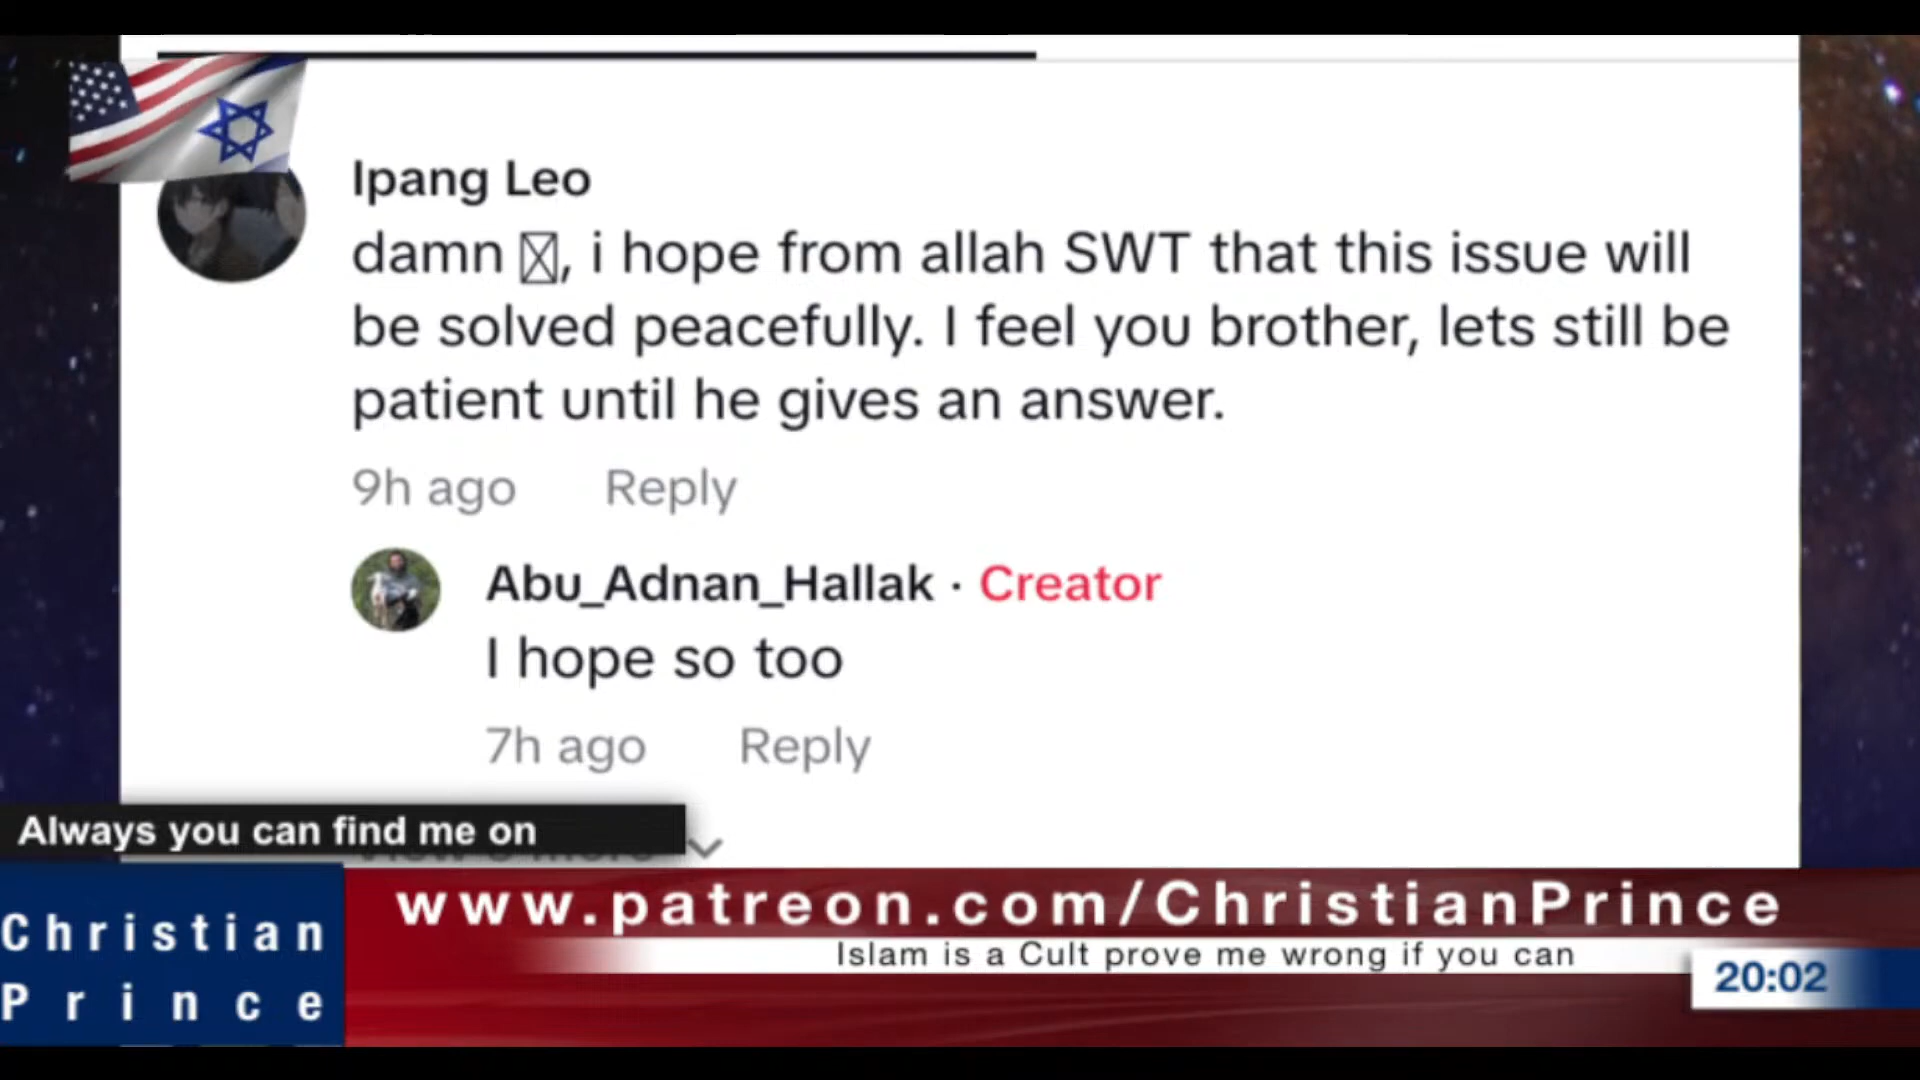 Ipang Leo
damn , i hope from allah SWT that this issue will
be solved peacefully. I feel you brother, lets still be
patient until he gives an answer.
9h ago Reply
Abu_Adnan_Hallak · Creator
I hope so too
7h ago Reply
Always you can find me on
www.patreon.com/ChristianPrince
Islam is a Cult prove me wrong if you can
Christian
Prince
20:02